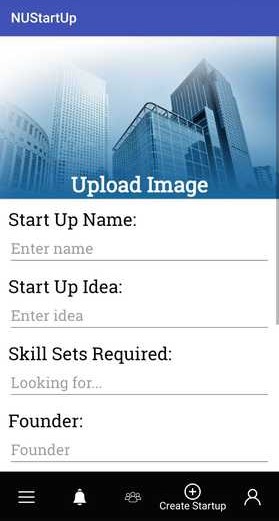 NUStartUp
Upload Image
Start Up Name:
Enter name
Start Up Idea:
Enter idea
Skill Sets Required:
Looking for...
Founder:
Founder
Create Startup